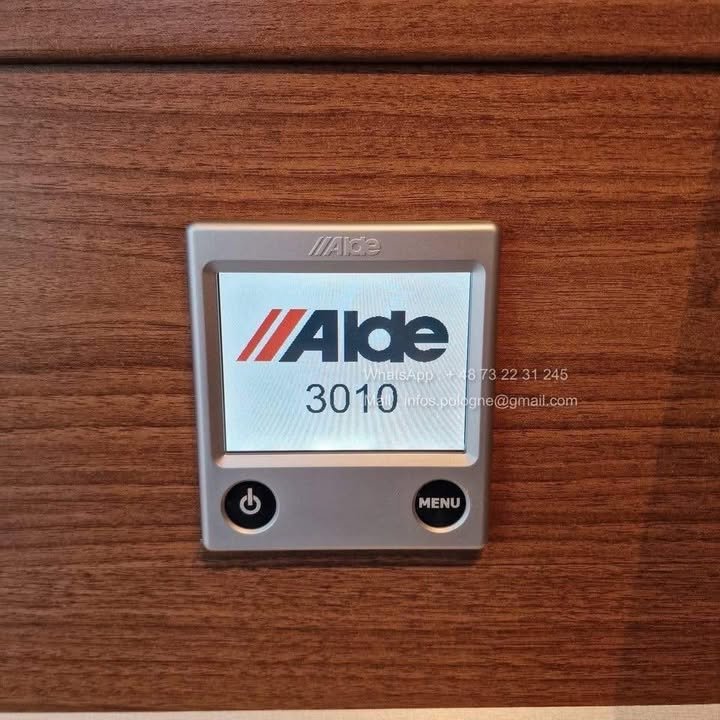 Alde
Alde
WhatsApp : + 48 73 22 31 245
3010
Mail : infos.pologne@gmail.com
MENU